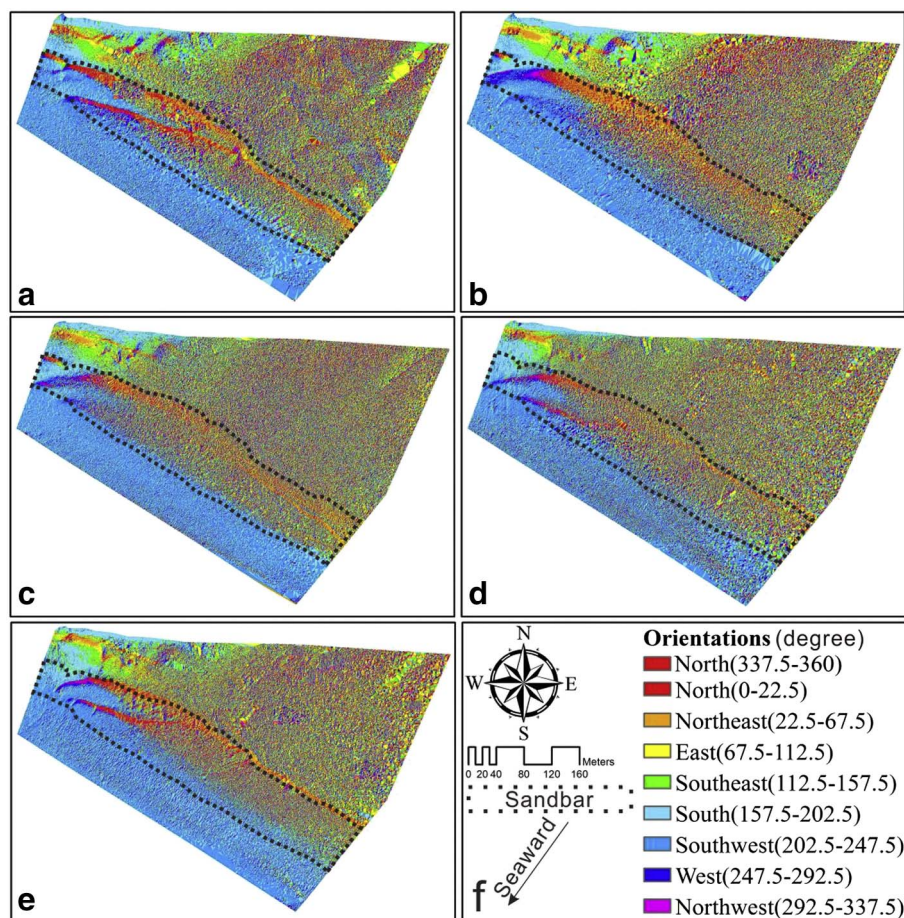 a
b
c
d
e
f
N
W
E
S
Meters
0 20 40 80 120 160
Sandbar
Seaward
Orientations (degree)
North(337.5-360)
North(0-22.5)
Northeast(22.5-67.5)
East(67.5-112.5)
Southeast(112.5-157.5)
South(157.5-202.5)
Southwest(202.5-247.5)
West(247.5-292.5)
Northwest(292.5-337.5)